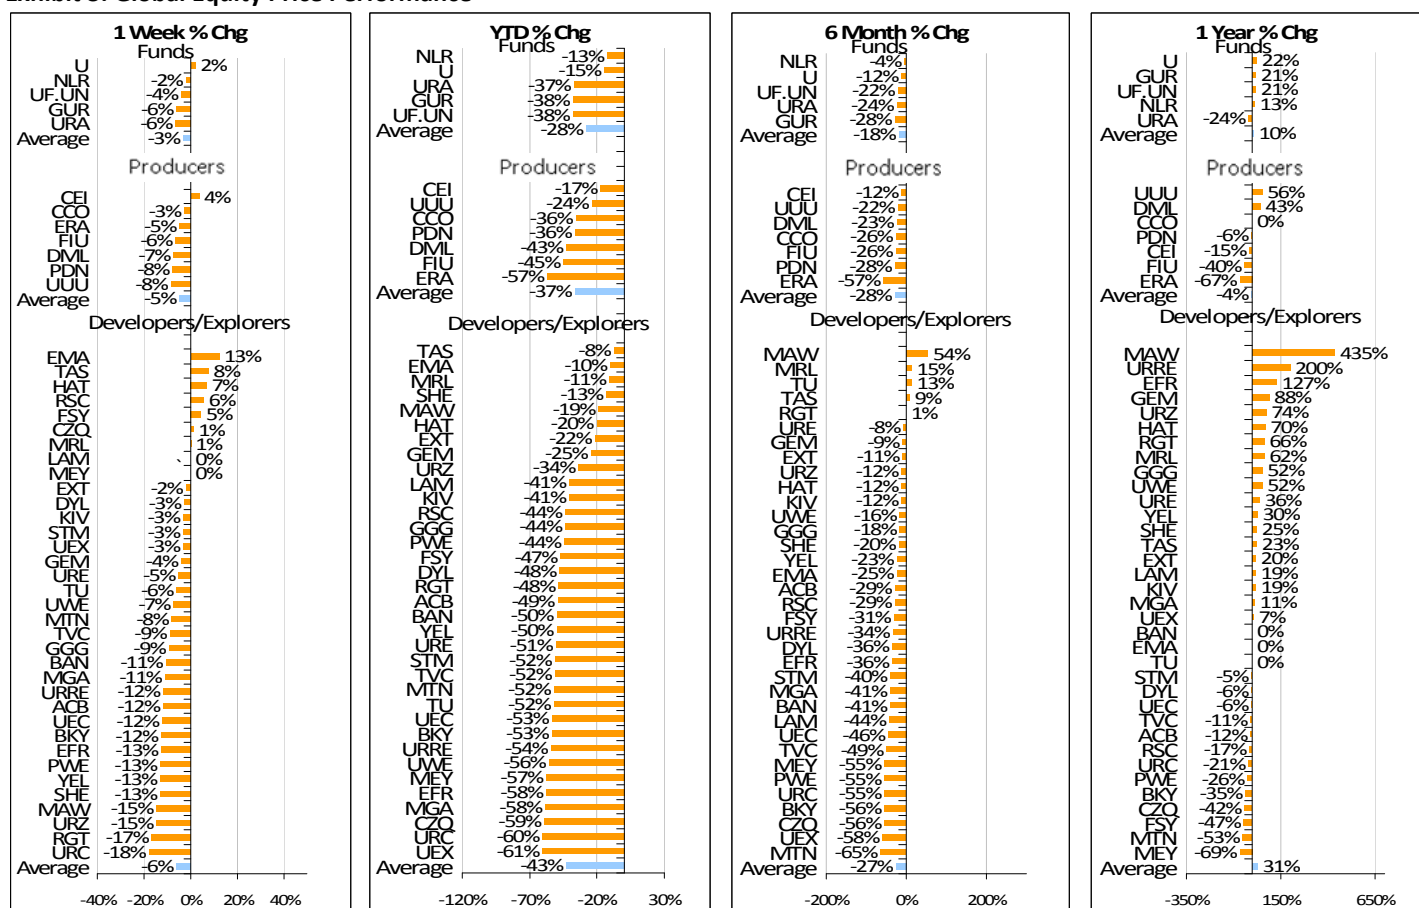 1 Week % Chg
Funds
U 2%
NLR -2%
UF.UN -4%
GUR -6%
URA -6%
Average -3%
Producers
CEI 4%
CCO -3%
ERA -5%
FIU -6%
DML -7%
PDN -8%
UUU -8%
Average -5%
Developers/Explorers
EMA 13%
TAS 8%
HAT 7%
RSC 6%
FSY 5%
CZQ 1%
MRL 1%
LAM 0%
MEY 0%
EXT -2%
DYL -3%
KIV -3%
STM -3%
UEX -3%
GEM -4%
URE -5%
TU -6%
UWE -7%
MTN -8%
TVC -9%
GGG -9%
BAN -11%
MGA -11%
URRE -12%
ACB -12%
UEC -12%
BKY -12%
EFR -13%
PWE -13%
YEL -13%
SHE -13%
MAW -15%
URZ -15%
RGT -17%
URC -18%
Average -6%
-40% -20% 0% 20% 40%
YTD % Chg
Funds
NLR -13%
U -15%
URA -37%
GUR -38%
UF.UN -38%
Average -28%
Producers
CEI -17%
UUU -24%
CCO -36%
PDN -36%
DML -43%
FIU -45%
ERA -57%
Average -37%
Developers/Explorers
TAS -8%
EMA -10%
MRL -11%
SHE -13%
MAW -19%
HAT -20%
EXT -22%
GEM -25%
URZ -34%
LAM -41%
KIV -41%
RSC -44%
GGG -44%
PWE -44%
FSY -47%
DYL -48%
RGT -48%
ACB -49%
BAN -50%
YEL -50%
URE -51%
STM -52%
TVC -52%
MTN -52%
TU -52%
UEC -53%
BKY -53%
URRE -54%
UWE -56%
MEY -57%
EFR -58%
MGA -58%
CZQ -59%
URC -60%
UEX -61%
Average -43%
-120% -70% -20% 30%
6 Month % Chg
Funds
NLR -4%
U -12%
UF.UN -22%
URA -24%
GUR -28%
Average -18%
Producers
CEI -12%
UUU -22%
DML -23%
CCO -26%
FIU -26%
PDN -28%
ERA -57%
Average -28%
Developers/Explorers
MAW 54%
MRL 15%
TU 13%
TAS 9%
RGT 1%
URE -8%
GEM -9%
EXT -11%
URZ -12%
HAT -12%
KIV -12%
UWE -16%
GGG -18%
SHE -20%
YEL -23%
EMA -25%
ACB -29%
RSC -29%
FSY -31%
URRE -34%
DYL -36%
EFR -36%
STM -40%
MGA -41%
BAN -41%
LAM -44%
UEC -46%
TVC -49%
MEY -55%
PWE -55%
URC -55%
BKY -56%
CZQ -56%
UEX -58%
MTN -65%
Average -27%
-200% 0% 200%
1 Year % Chg
Funds
U 22%
GUR 21%
UF.UN 21%
NLR 13%
URA -24%
Average 10%
Producers
UUU 56%
DML 43%
CCO 0%
PDN -6%
CEI -15%
FIU -40%
ERA -67%
Average -4%
Developers/Explorers
MAW 435%
URRE 200%
EFR 127%
GEM 88%
URZ 74%
HAT 70%
RGT 66%
MRL 62%
GGG 52%
UWE 52%
URE 36%
YEL 30%
SHE 25%
TAS 23%
EXT 20%
LAM 19%
KIV 19%
MGA 11%
UEX 7%
BAN 0%
EMA 0%
TU 0%
STM -5%
DYL -6%
UEC -6%
TVC -11%
ACB -12%
RSC -17%
URC -21%
PWE -26%
BKY -35%
CZQ -42%
FSY -47%
MTN -53%
MEY -69%
Average 31%
-350% 150% 650%